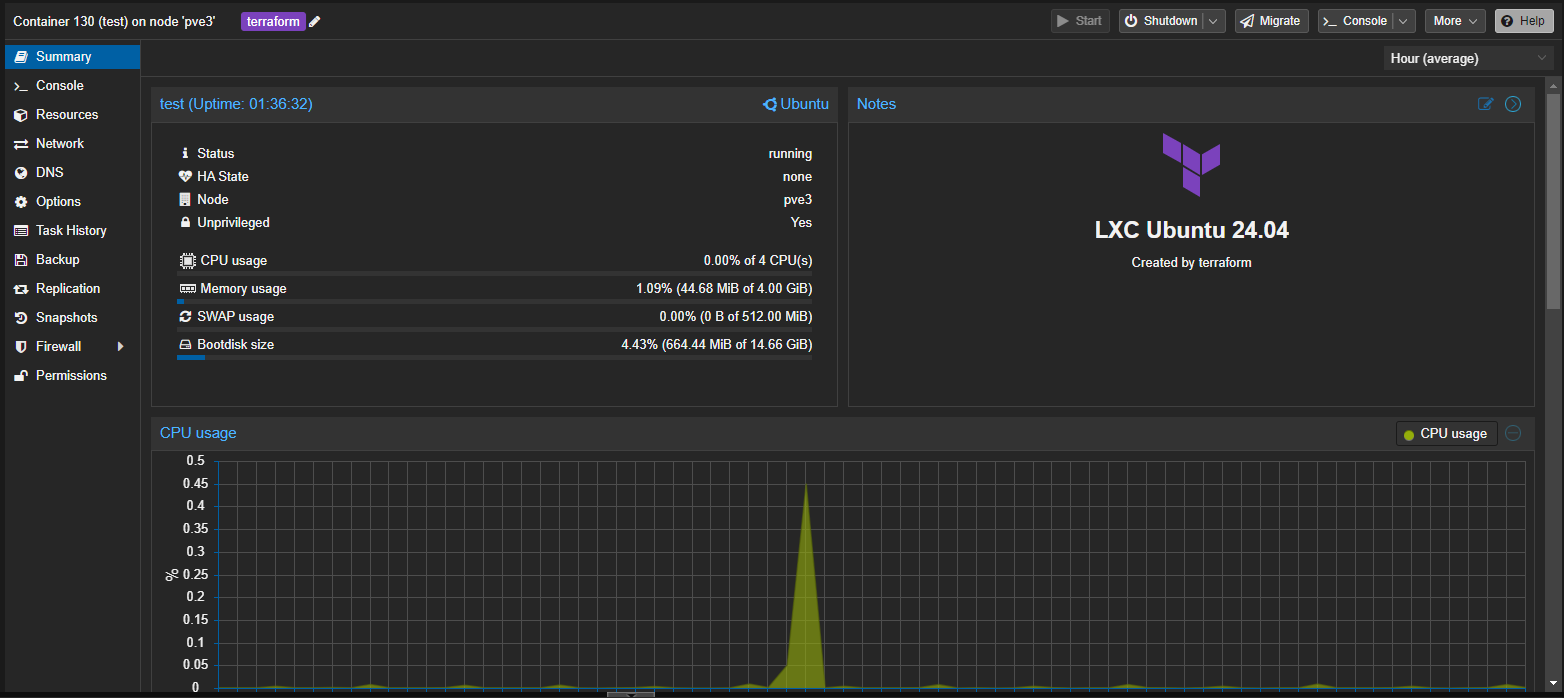 Container 130 (test) on node 'pve3' terraform Start Shutdown Migrate Console More Help
Summary
Hour (average)
Console
Resources
Network
DNS
Options
Task History
Backup
Replication
Snapshots
Firewall
Permissions
test (Uptime: 01:36:32) Ubuntu
Status running
HA State none
Node pve3
Unprivileged Yes
CPU usage 0.00% of 4 CPU(s)
Memory usage 1.09% (44.68 MiB of 4.00 GiB)
SWAP usage 0.00% (0 B of 512.00 MiB)
Bootdisk size 4.43% (664.44 MiB of 14.66 GiB)
Notes
LXC Ubuntu 24.04
Created by terraform
CPU usage CPU usage
0.5
0.45
0.4
0.35
0.3
% 0.25
0.2
0.15
0.1
0.05
0